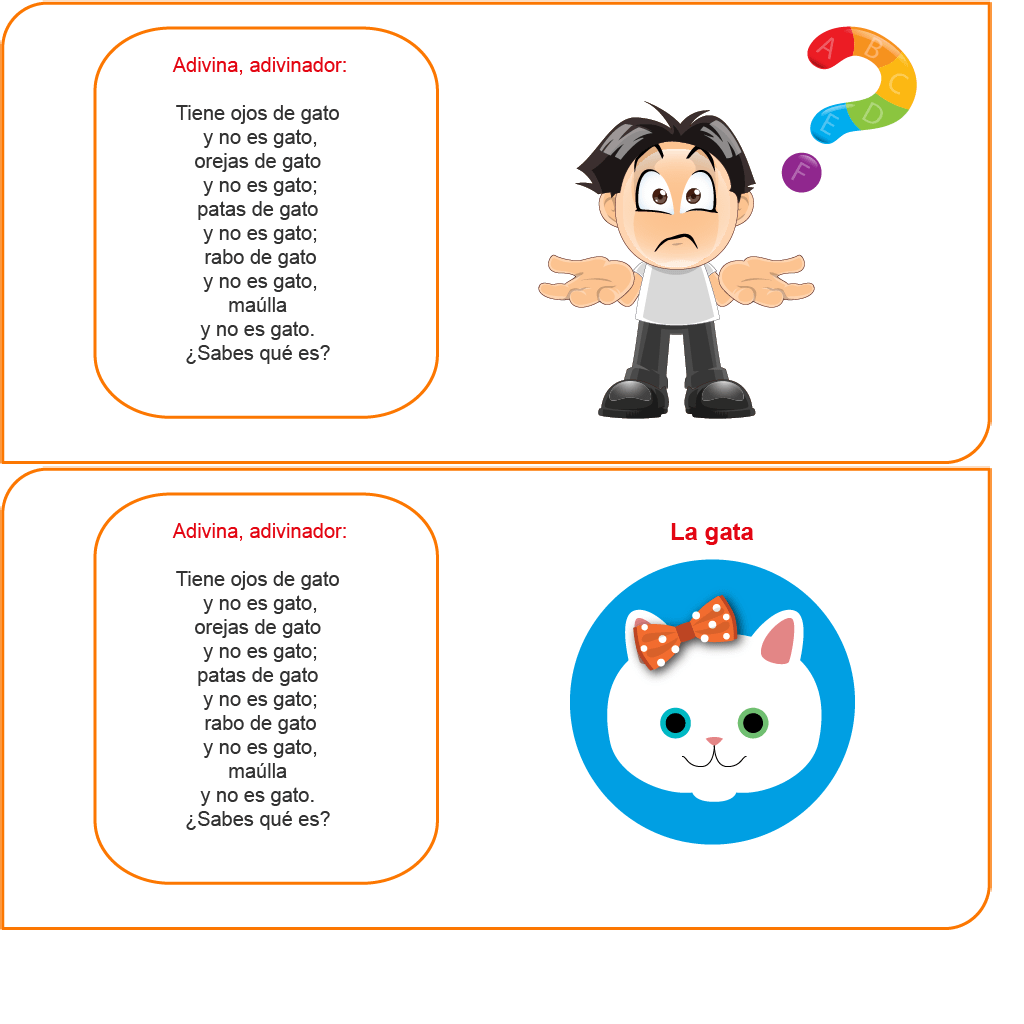 Adivina, adivinador:
Tiene ojos de gato
y no es gato,
orejas de gato
y no es gato;
patas de gato
y no es gato;
rabo de gato
y no es gato,
maúlla
y no es gato.
¿Sabes qué es?
A
B
C
D
E
F
Adivina, adivinador:
Tiene ojos de gato
y no es gato,
orejas de gato
y no es gato;
patas de gato
y no es gato;
rabo de gato
y no es gato,
maúlla
y no es gato.
¿Sabes qué es?
La gata